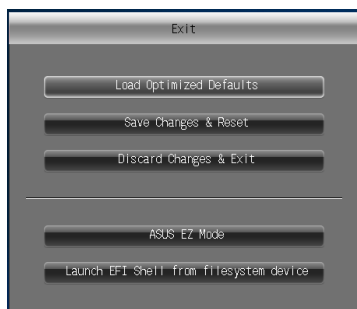 Exit
Load Optimized Defaults
Save Changes & Reset
Discard Changes & Exit
ASUS EZ Mode
Launch EFI Shell from filesystem device